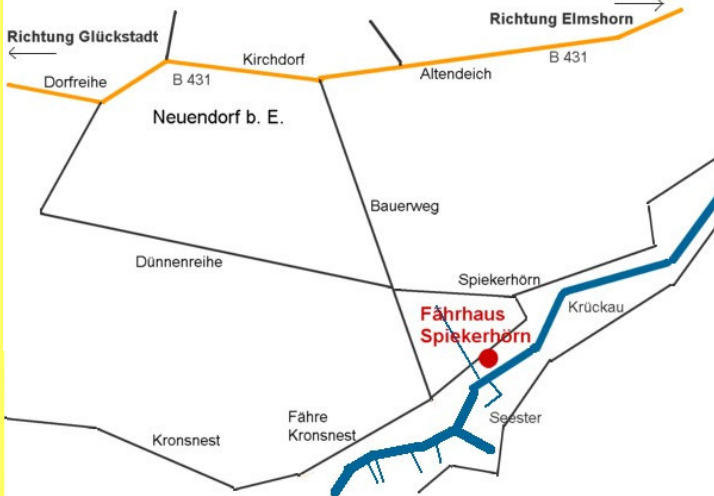 Richtung Elmshorn
Richtung Glückstadt
Kirchdorf
B 431
Altendeich
Dorfreihe
B 431
Neuendorf b. E.
Bauerweg
Dünnenreihe
Spiekerhörn
Krückau
Fährhaus
Spiekerhörn
Fähre
Kronsnest
Seester
Kronsnest